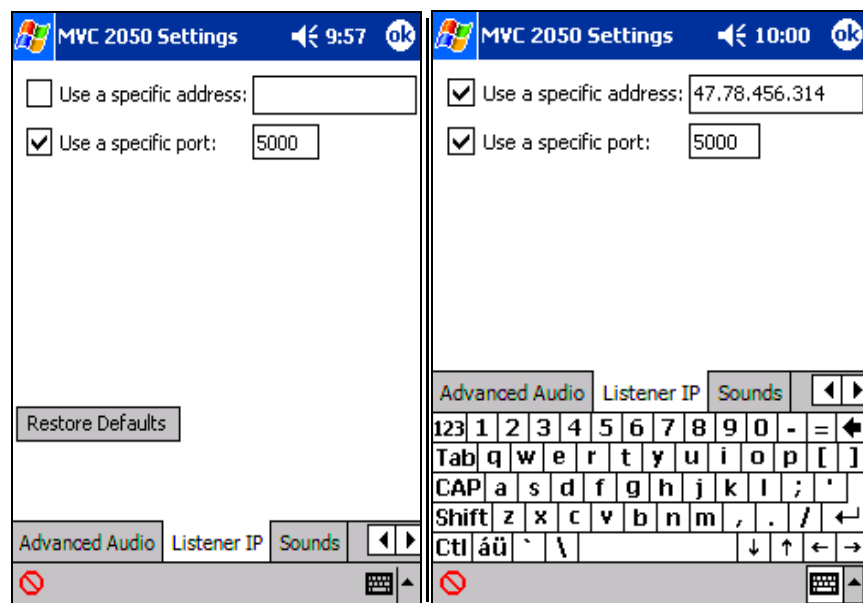 MVC 2050 Settings 9:57 ok
Use a specific address:
Use a specific port: 5000
Restore Defaults
Advanced Audio Listener IP Sounds
MVC 2050 Settings 10:00 ok
Use a specific address: 47.78.456.314
Use a specific port: 5000
Advanced Audio Listener IP Sounds
123 1 2 3 4 5 6 7 8 9 0 - =
Tab q w e r t y u i o p [ ]
CAP a s d f g h j k l ; '
Shift z x c v b n m , . /
Ctl áü ` \